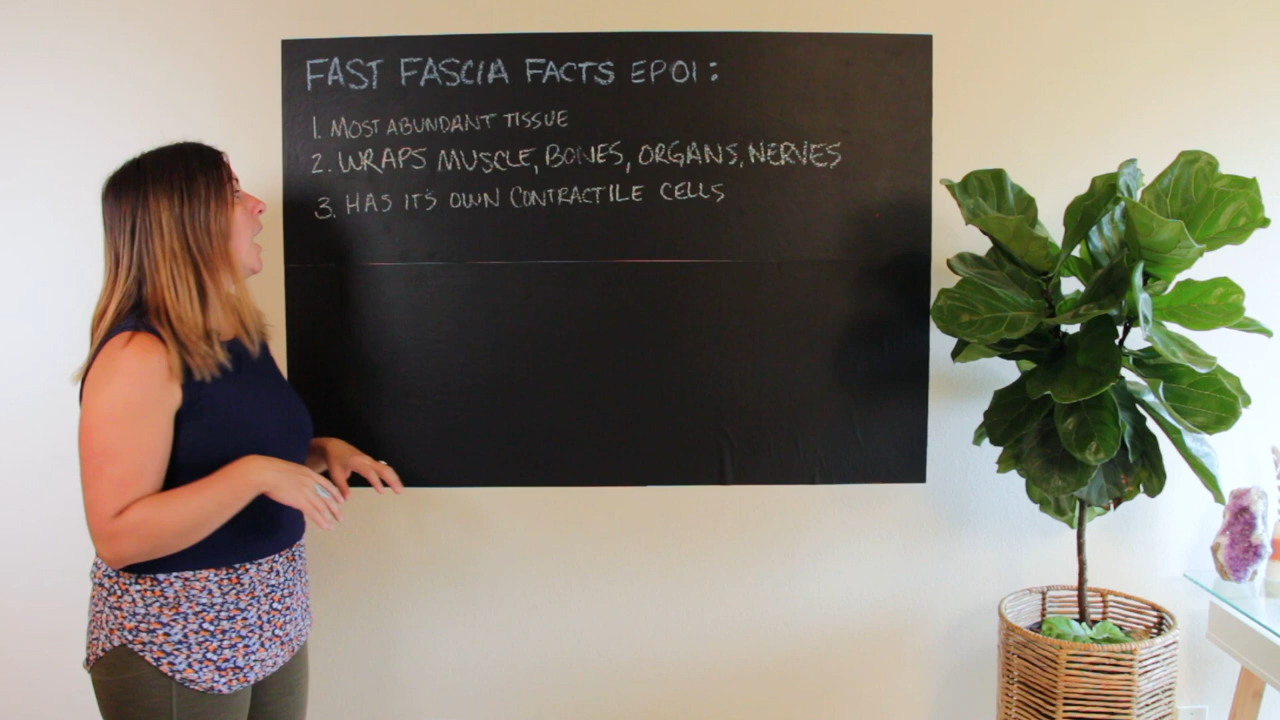 FAST FASCIA FACTS EP01:
1. MOST ABUNDANT TISSUE
2. WRAPS MUSCLE, BONES, ORGANS, NERVES
3. HAS IT'S OWN CONTRACTILE CELLS